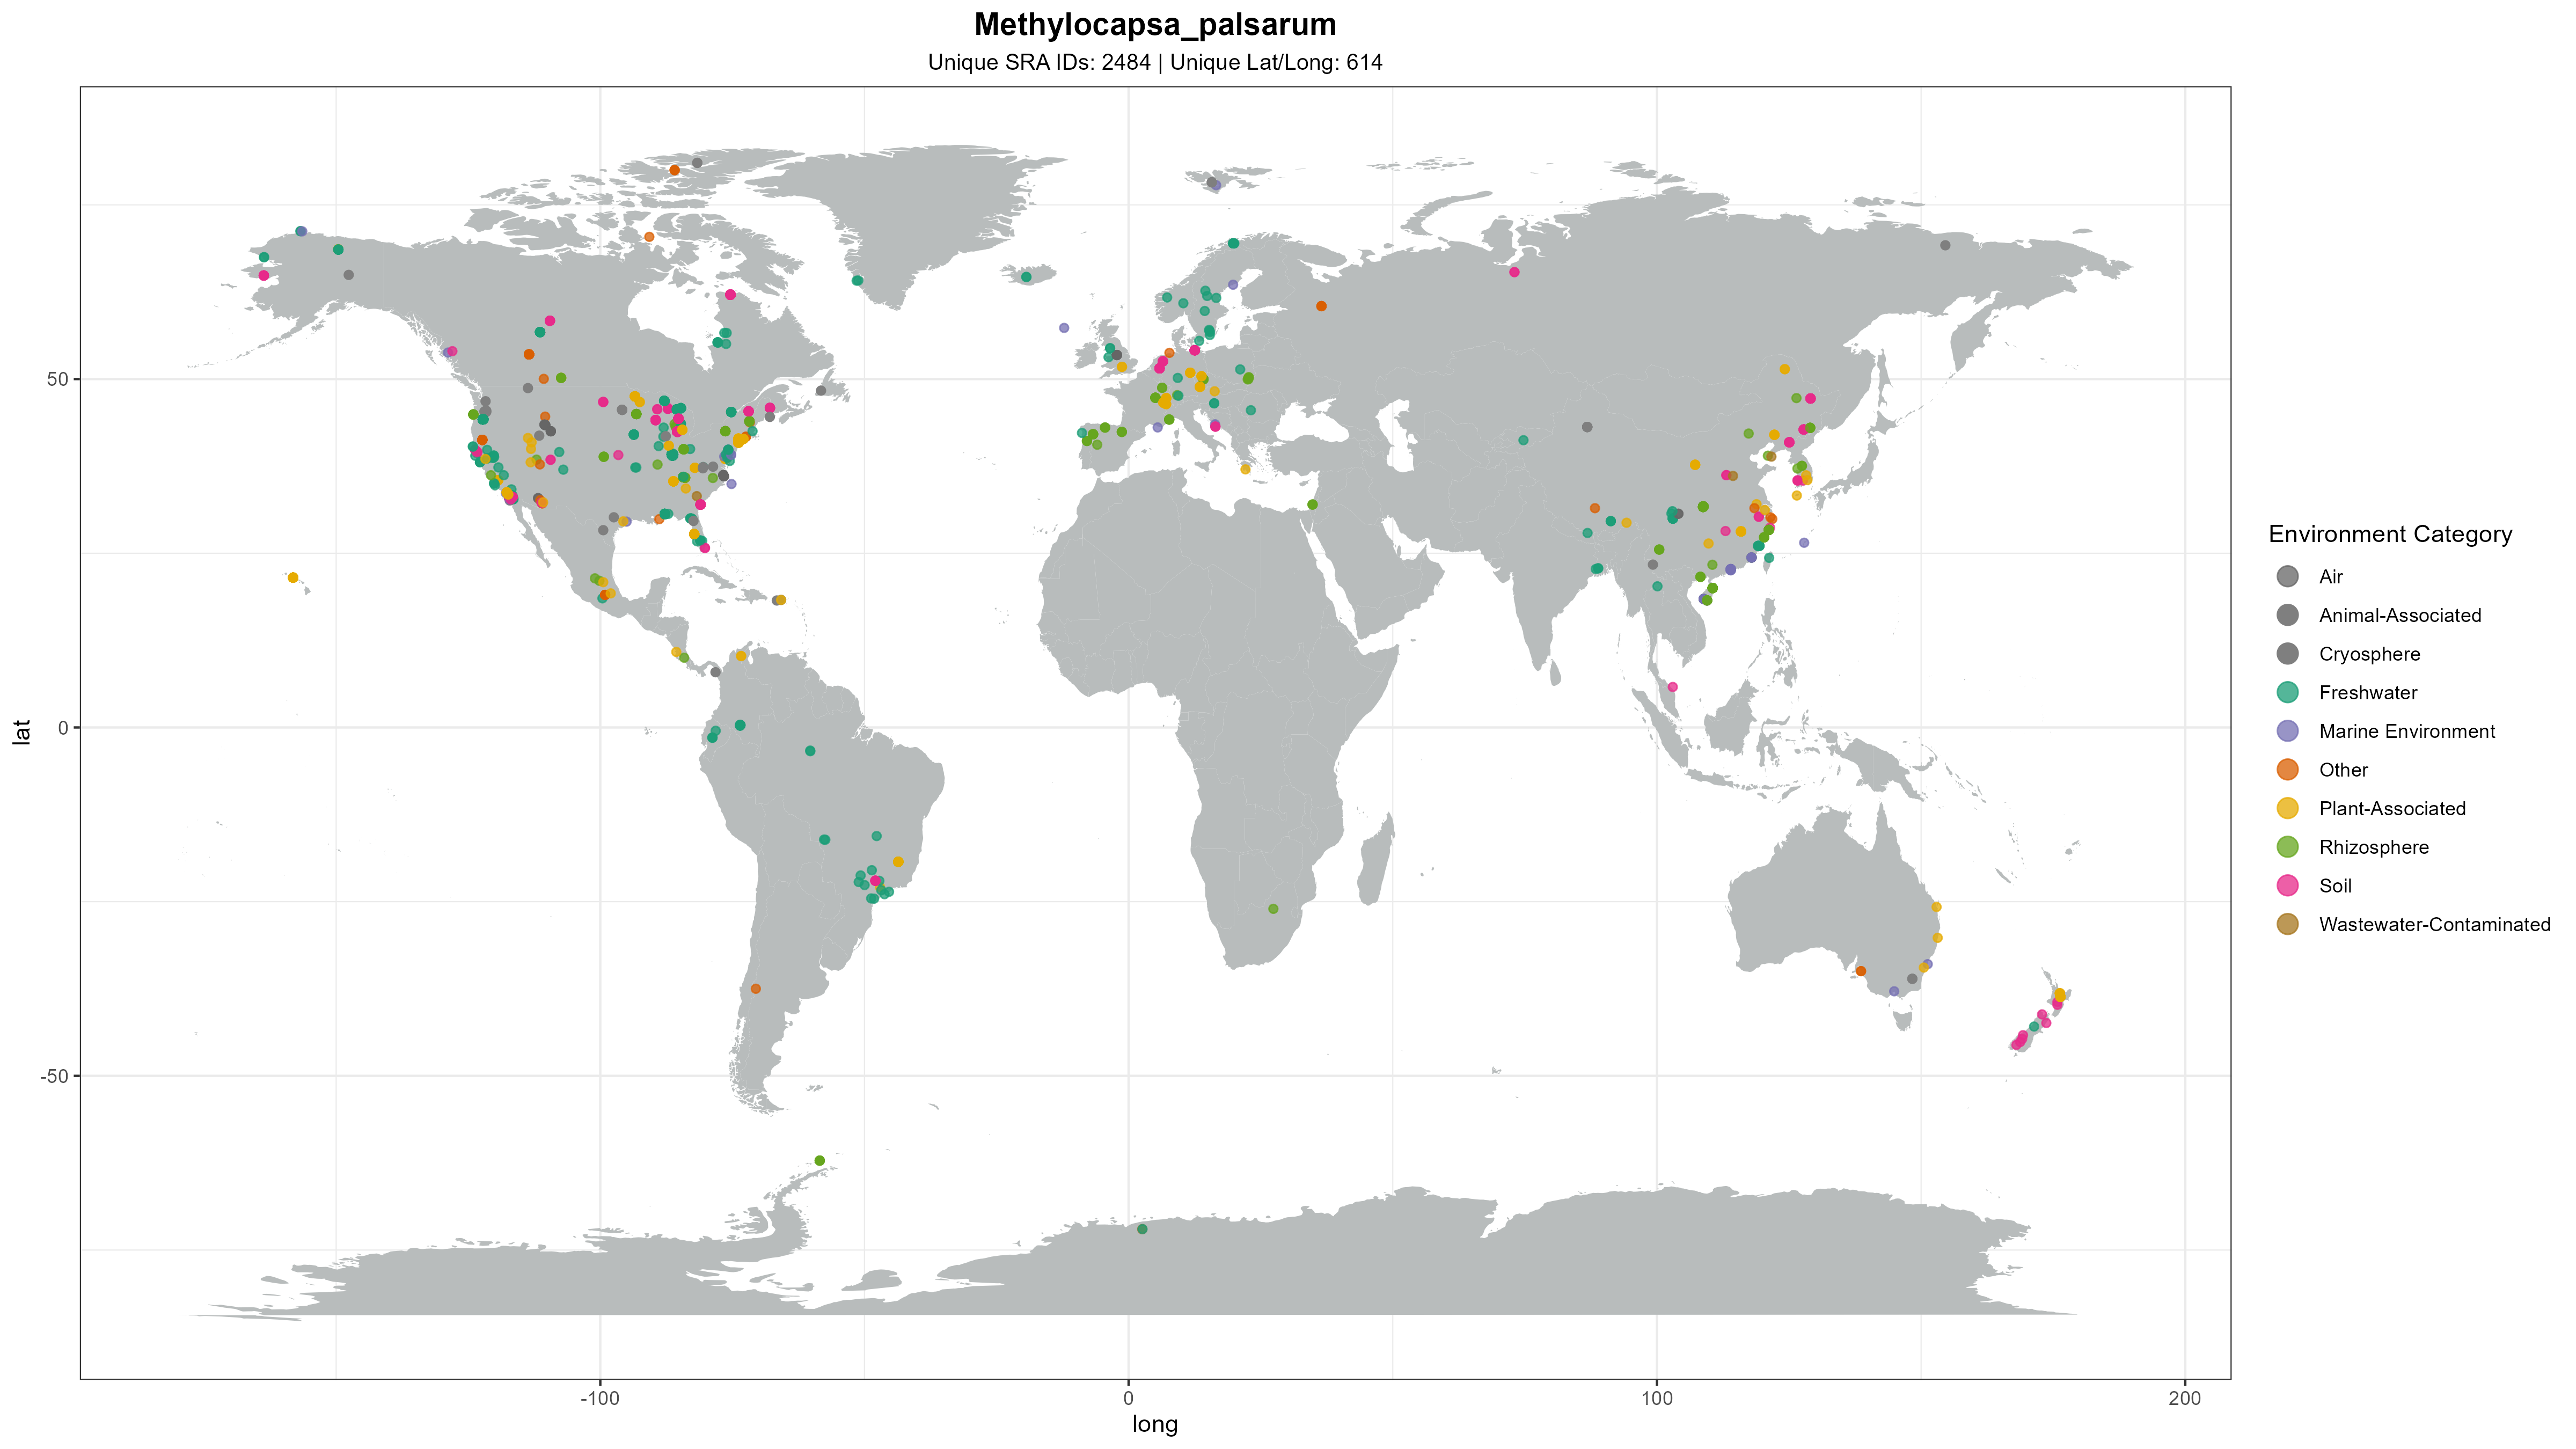 Methylocapsa_palsarum
Unique SRA IDs: 2484 | Unique Lat/Long: 614
50
0
-50
lat
-100
0
100
200
long
Environment Category
Air
Animal-Associated
Cryosphere
Freshwater
Marine Environment
Other
Plant-Associated
Rhizosphere
Soil
Wastewater-Contaminated